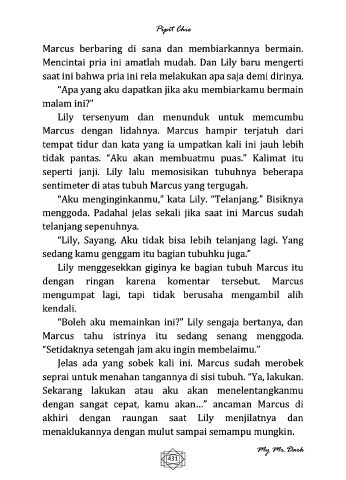 Pipit Chie
Marcus berbaring di sana dan membiarkannya bermain.
Mencintai pria ini amatlah mudah. Dan Lily baru mengerti
saat ini bahwa pria ini rela melakukan apa saja demi dirinya.
“Apa yang aku dapatkan jika aku membiarkamu bermain
malam ini?”
Lily tersenyum dan menunduk untuk memcumbu
Marcus dengan lidahnya. Marcus hampir terjatuh dari
tempat tidur dan kata yang ia umpatkan kali ini jauh lebih
tidak pantas. “Aku akan membuatmu puas.” Kalimat itu
seperti janji. Lily lalu memosisikan tubuhnya beberapa
sentimeter di atas tubuh Marcus yang tergugah.
“Aku menginginkanmu,” kata Lily. “Telanjang.” Bisiknya
menggoda. Padahal jelas sekali jika saat ini Marcus sudah
telanjang sepenuhnya.
“Lily, Sayang. Aku tidak bisa lebih telanjang lagi. Yang
sedang kamu genggam itu bagian tubuhku juga.”
Lily menggesekkan giginya ke bagian tubuh Marcus itu
dengan ringan karena komentar tersebut. Marcus
mengumpat lagi, tapi tidak berusaha mengambil alih
kendali.
“Boleh aku memainkan ini?” Lily sengaja bertanya, dan
Marcus tahu istrinya itu sedang senang menggoda.
“Setidaknya setengah jam aku ingin membelaimu.”
Jelas ada yang sobek kali ini. Marcus sudah merobek
seprai untuk menahan tangannya di sisi tubuh. “Ya, lakukan.
Sekarang lakukan atau aku akan menelentangkanmu
dengan sangat cepat, kamu akan…” ancaman Marcus di
akhiri dengan raungan saat Lily menjilatnya dan
menaklukannya dengan mulut sampai semampu mungkin.
My Mr. Dark
431